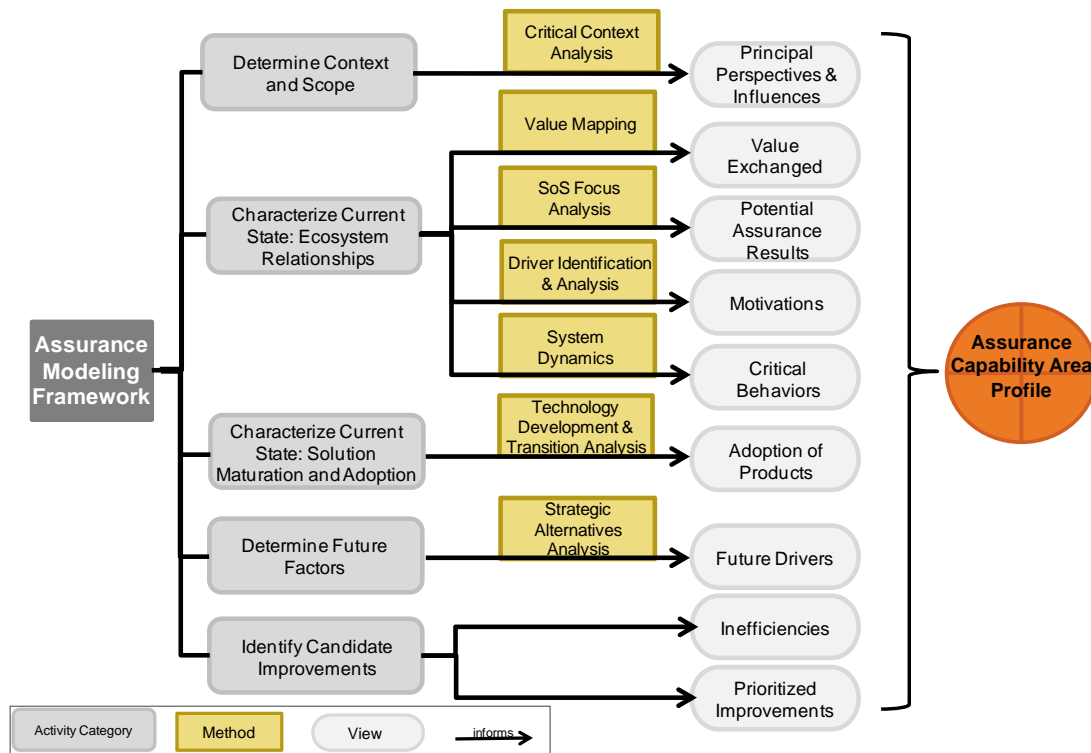 Critical Context
Analysis
Determine Context
and Scope
Principal
Perspectives &
Influences
Value Mapping
Value
Exchanged
SoS Focus
Analysis
Characterize Current
State: Ecosystem
Relationships
Potential
Assurance
Results
Driver Identification
& Analysis
Motivations
System
Dynamics
Critical
Behaviors
Assurance
Modeling
Framework
Assurance
Capability Area
Profile
Technology
Development &
Transition Analysis
Characterize Current
State: Solution
Maturation and Adoption
Adoption of
Products
Strategic
Alternatives
Analysis
Determine Future
Factors
Future Drivers
Inefficiencies
Identify Candidate
Improvements
Prioritized
Improvements
Activity Category
Method
View
informs